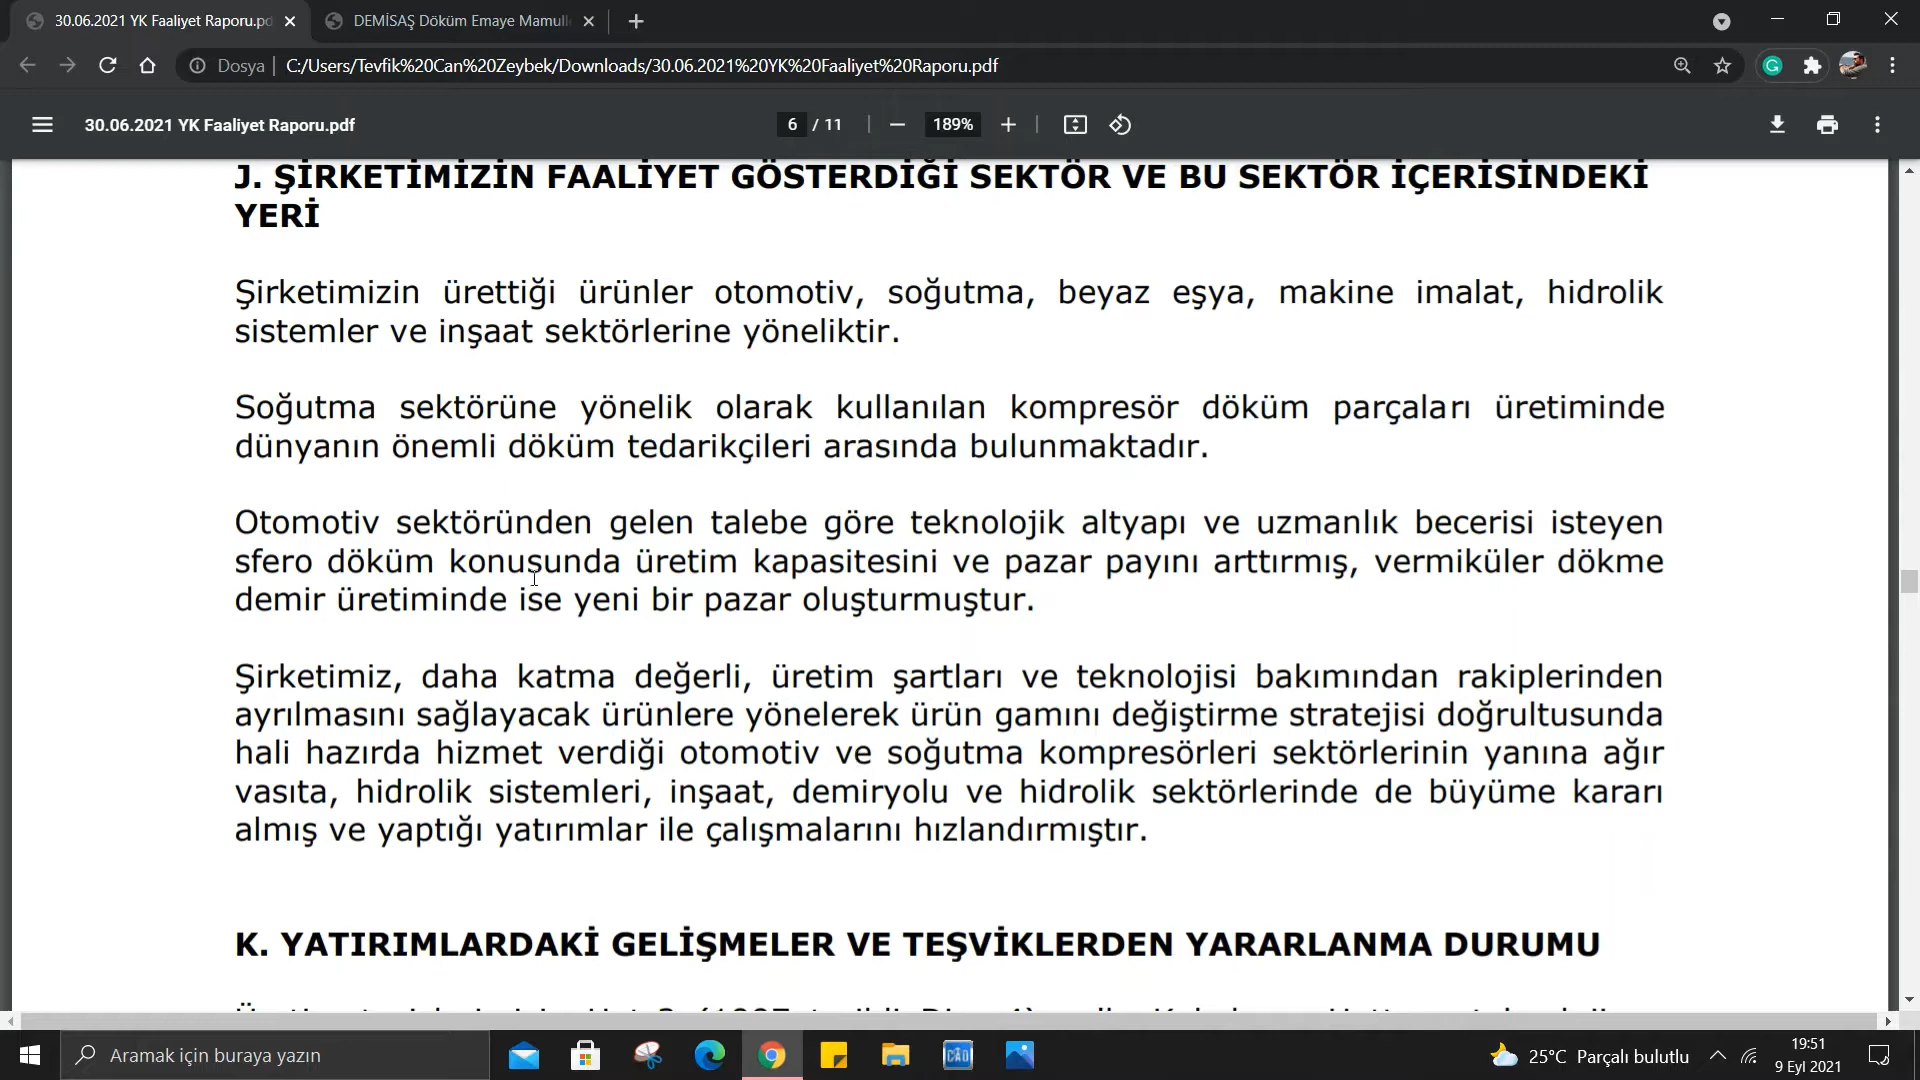 30.06.2021 YK Faaliyet Raporu.pd
DEMİSAŞ Döküm Emaye Mamull
Dosya
C:/Users/Tevfik%20Can%20Zeybek/Downloads/30.06.2021%20YK%20Faaliyet%20Raporu.pdf
30.06.2021 YK Faaliyet Raporu.pdf
6 / 11
189%
J. ŞİRKETİMİZİN FAALİYET GÖSTERDİĞİ SEKTÖR VE BU SEKTÖR İÇERİSİNDEKİ
YERİ
Şirketimizin ürettiği ürünler otomotiv, soğutma, beyaz eşya, makine imalat, hidrolik
sistemler ve inşaat sektörlerine yöneliktir.
Soğutma sektörüne yönelik olarak kullanılan kompresör döküm parçaları üretiminde
dünyanın önemli döküm tedarikçileri arasında bulunmaktadır.
Otomotiv sektöründen gelen talebe göre teknolojik altyapı ve uzmanlık becerisi isteyen
sfero döküm konusunda üretim kapasitesini ve pazar payını arttırmış, vermiküler dökme
demir üretiminde ise yeni bir pazar oluşturmuştur.
Şirketimiz, daha katma değerli, üretim şartları ve teknolojisi bakımından rakiplerinden
ayrılmasını sağlayacak ürünlere yönelerek ürün gamını değiştirme stratejisi doğrultusunda
hali hazırda hizmet verdiği otomotiv ve soğutma kompresörleri sektörlerinin yanına ağır
vasıta, hidrolik sistemleri, inşaat, demiryolu ve hidrolik sektörlerinde de büyüme kararı
almış ve yaptığı yatırımlar ile çalışmalarını hızlandırmıştır.
K. YATIRIMLARDAKİ GELİŞMELER VE TEŞVİKLERDEN YARARLANMA DURUMU
Aramak için buraya yazın
CAD
25°C Parçalı bulutlu
19:51
9 Eyl 2021